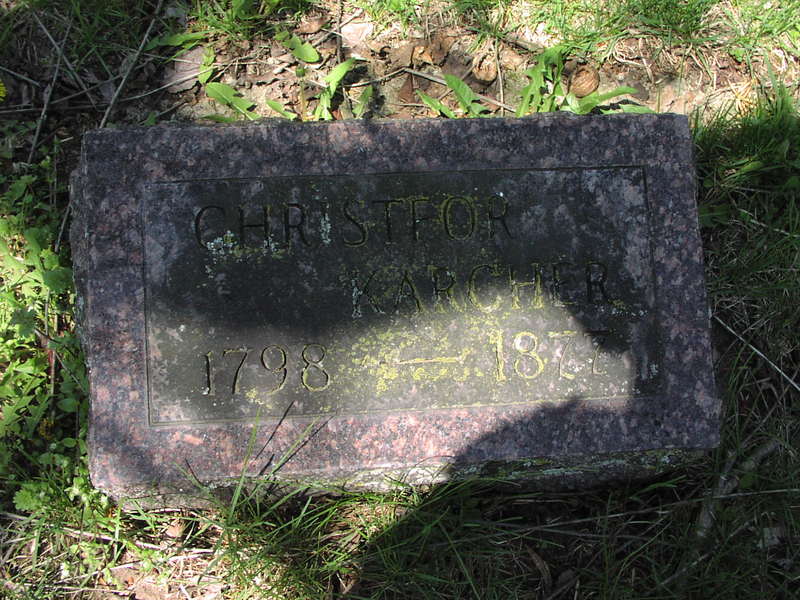 CHRISTFOR
KARCHER
1798 — 1877